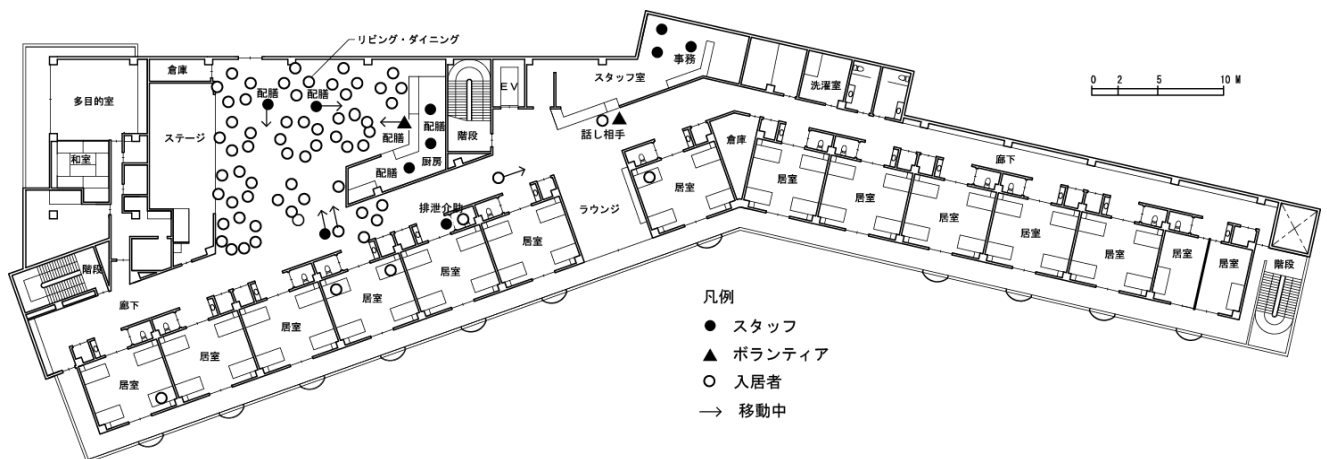 リビング・ダイニング
倉庫
多目的室
ステージ
和室
配膳
配膳
配膳
配膳
厨房
配膳
階段
EV
スタッフ室
事務
洗濯室
話し相手
倉庫
廊下
居室
ラウンジ
排泄介助
居室
居室
居室
居室
居室
居室
居室
階段
階段
廊下
居室
居室
居室
居室
居室
居室
凡例
● スタッフ
▲ ボランティア
○ 入居者
→ 移動中
0 2 5 10 M